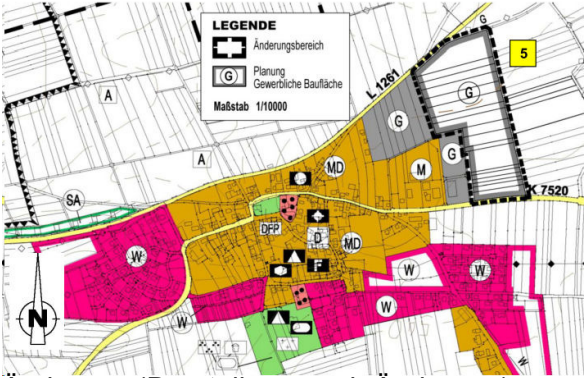 LEGENDE
Änderungsbereich
G Planung
Gewerbliche Baufläche
Maßstab 1/10000
G
5
L 1261
A
G
G
A
MD
M
G
K 7520
SA
DFP
D
MD
F
W
W
W
W
W
W
N